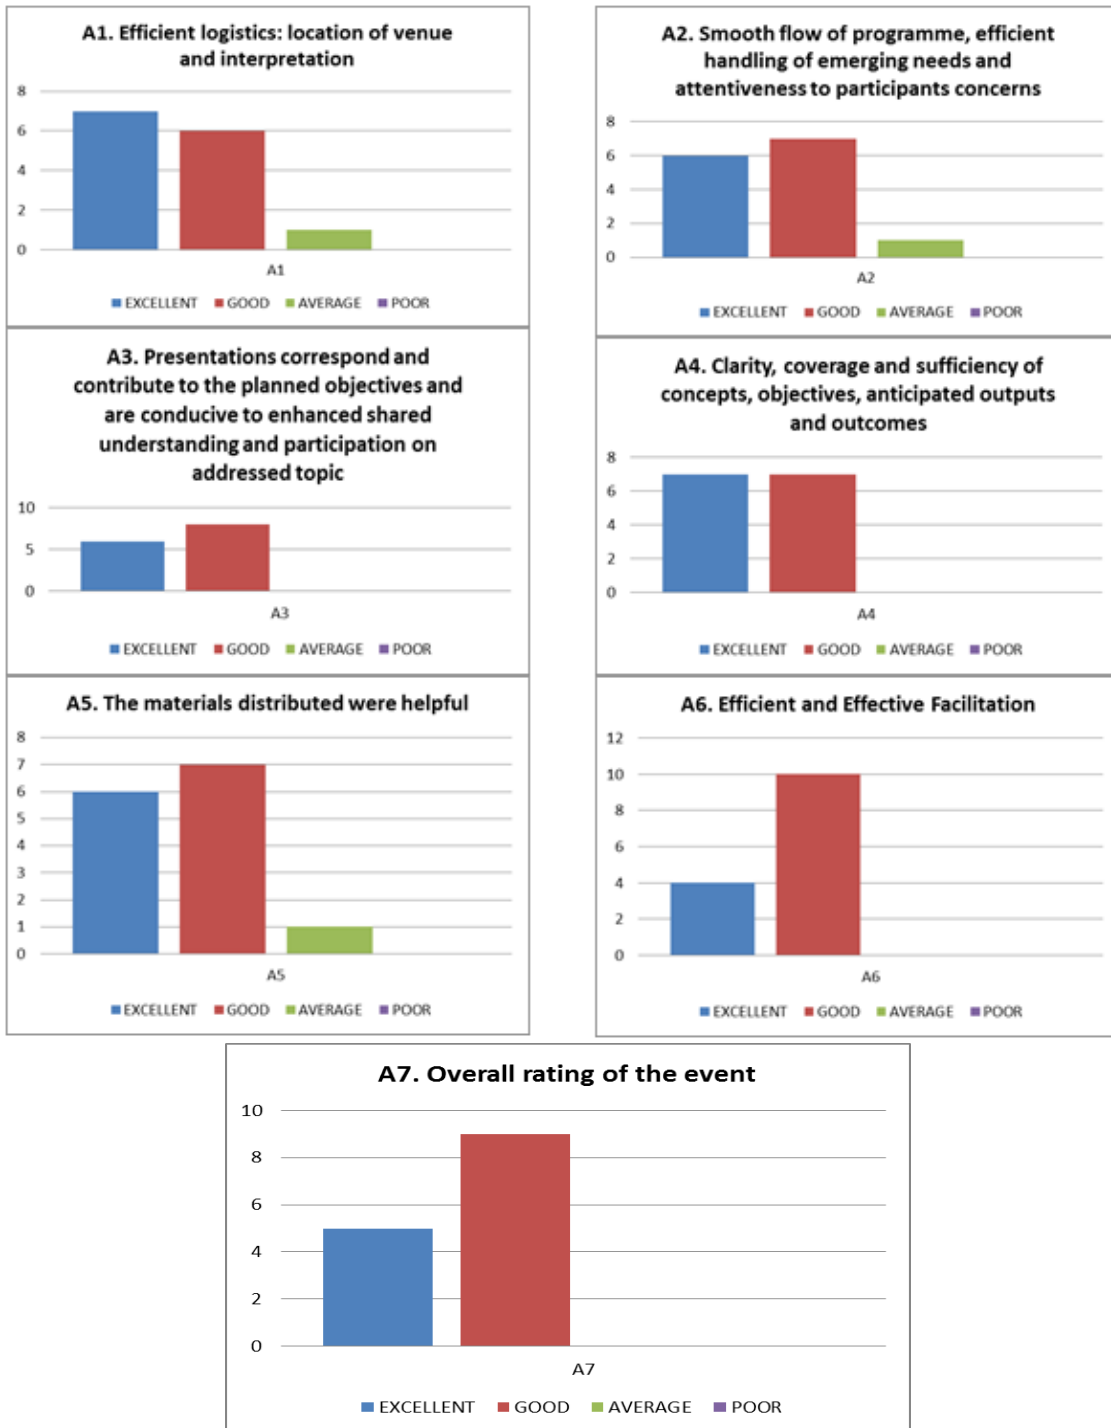 A1. Efficient logistics: location of venue
and interpretation
8
6
4
2
0
A1
EXCELLENT GOOD AVERAGE POOR
A2. Smooth flow of programme, efficient
handling of emerging needs and
attentiveness to participants concerns
8
6
4
2
0
A2
EXCELLENT GOOD AVERAGE POOR
A3. Presentations correspond and
contribute to the planned objectives and
are conducive to enhanced shared
understanding and participation on
addressed topic
10
5
0
A3
EXCELLENT GOOD AVERAGE POOR
A4. Clarity, coverage and sufficiency of
concepts, objectives, anticipated outputs
and outcomes
8
6
4
2
0
A4
EXCELLENT GOOD AVERAGE POOR
A5. The materials distributed were helpful
8
7
6
5
4
3
2
1
0
A5
EXCELLENT GOOD AVERAGE POOR
A6. Efficient and Effective Facilitation
12
10
8
6
4
2
0
A6
EXCELLENT GOOD AVERAGE POOR
A7. Overall rating of the event
10
8
6
4
2
0
A7
EXCELLENT GOOD AVERAGE POOR